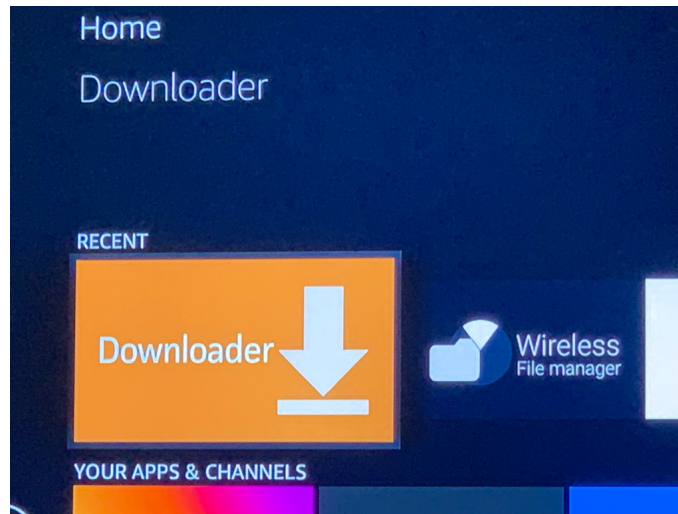 Home
Downloader
RECENT
Downloader
Wireless
File manager
YOUR APPS & CHANNELS